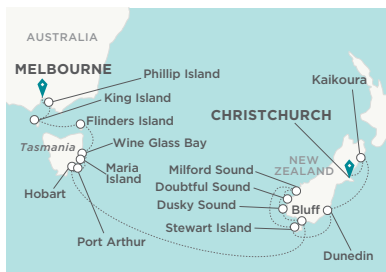 AUSTRALIA
MELBOURNE
Phillip Island
King Island
Flinders Island
Tasmania
Wine Glass Bay
Maria
Island
Hobart
Port Arthur
Kaikoura
CHRISTCHURCH
NEW
ZEALAND
Milford Sound
Doubtful Sound
Dusky Sound
Bluff
Stewart Island
Dunedin